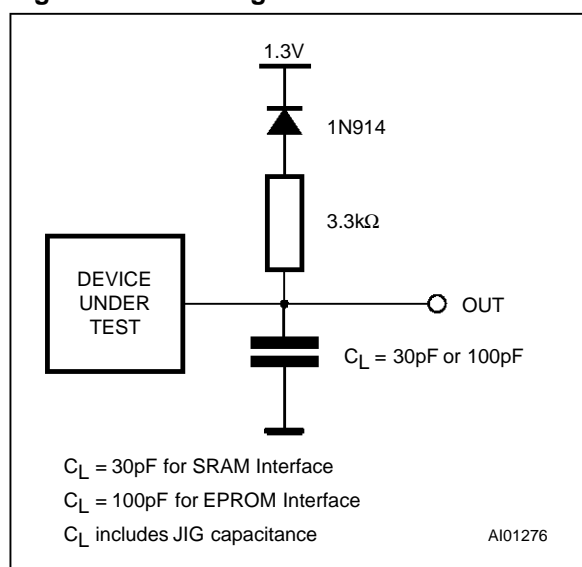 1.3V
1N914
3.3kΩ
DEVICE
UNDER
TEST
OUT
CL = 30pF or 100pF
CL = 30pF for SRAM Interface
CL = 100pF for EPROM Interface
CL includes JIG capacitance
AI01276